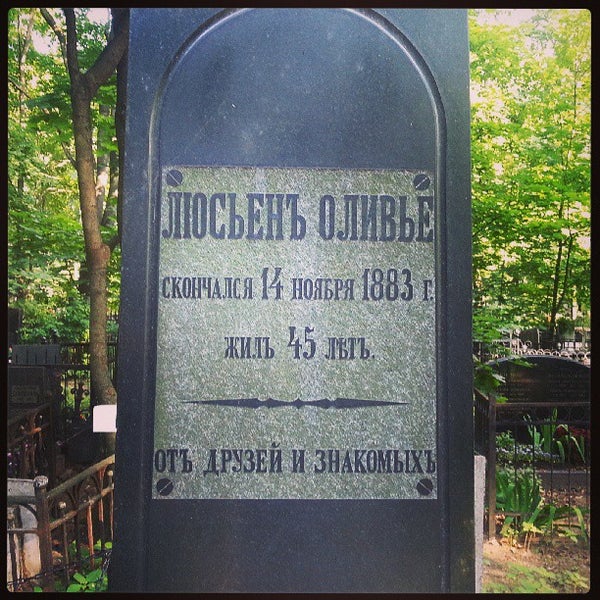 ЛЮСЬЕНЪ ОЛИВЬЕ
СКОНЧАЛСЯ 14 НОЯБРЯ 1883 Г.
ЖИЛЪ 45 ЛѢТЪ.
ОТЪ ДРУЗЕЙ И ЗНАКОМЫХЪ